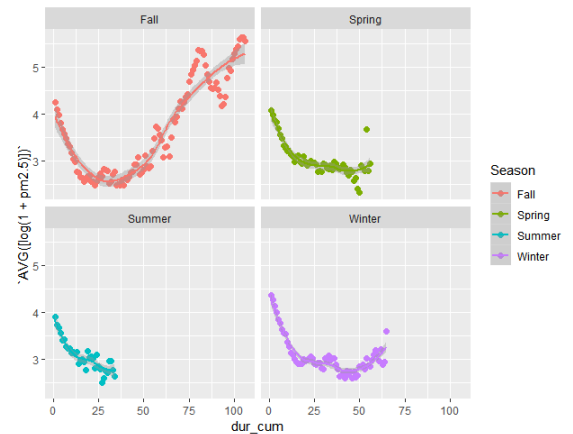 Fall
Spring
5
4
3
Summer
Winter
5
4
3
0
25
50
75
100
0
25
50
75
100
dur_cum
`AVG([log(1 + pm2.5)])`
Season
Fall
Spring
Summer
Winter